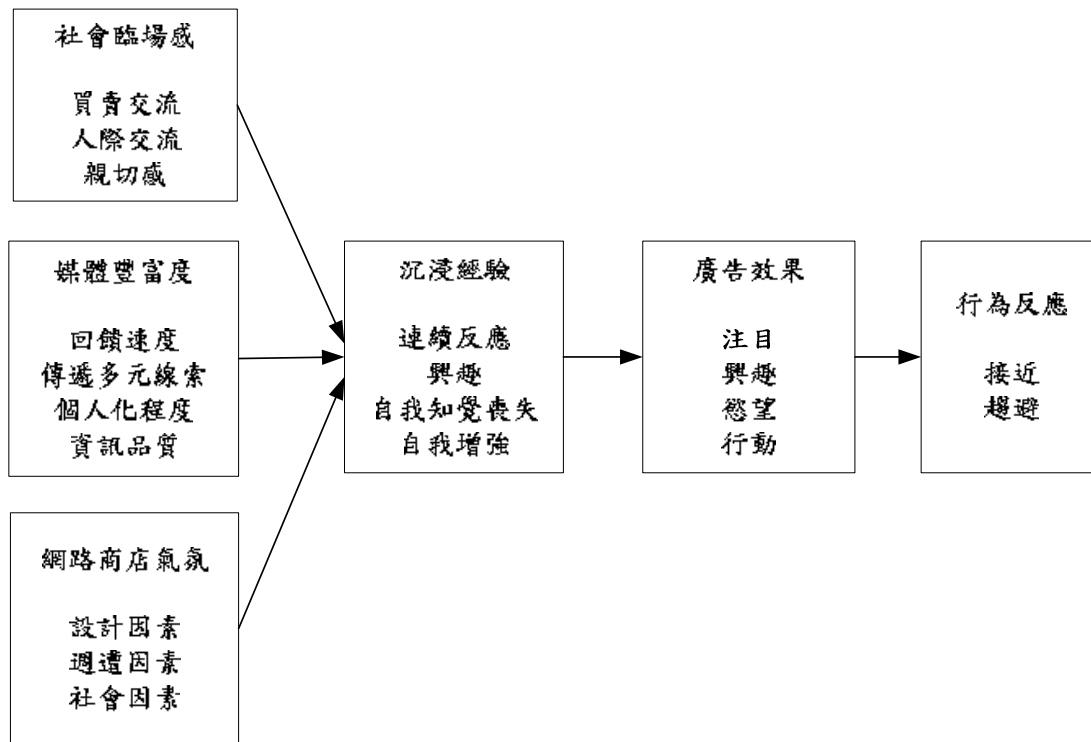 社會臨場感
買賣交流
人際交流
親切感
媒體豐富度
回饋速度
傳遞多元線索
個人化程度
資訊品質
網路商店氣氛
設計因素
週遭因素
社會因素
沉浸經驗
連續反應
興趣
自我知覺喪失
自我增強
廣告效果
注目
興趣
慾望
行動
行為反應
接近
趨避